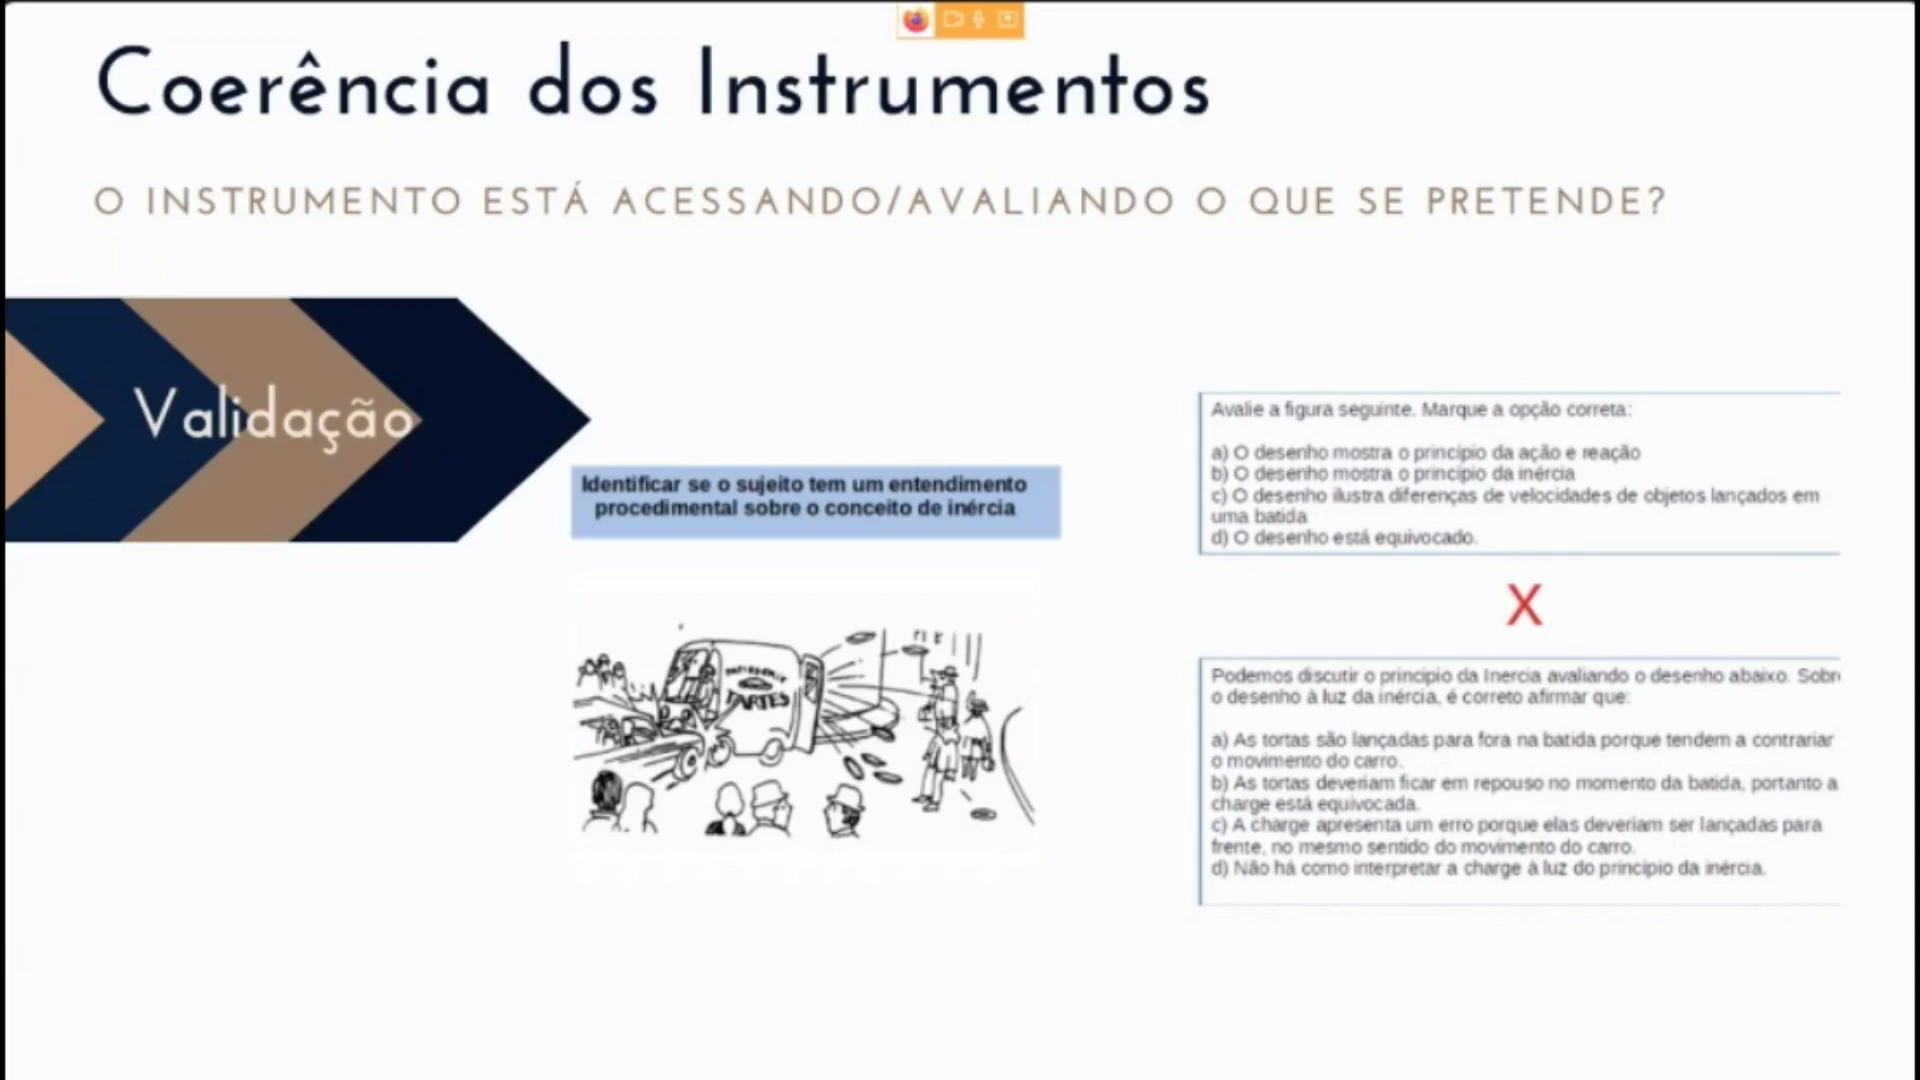 Coerência dos Instrumentos
O INSTRUMENTO ESTÁ ACESSANDO/AVALIANDO O QUE SE PRETENDE?
Validação
Identificar se o sujeito tem um entendimento
procedimental sobre o conceito de inércia
TARTES
Avalie a figura seguinte. Marque a opção correta:
a) O desenho mostra o princípio da ação e reação
b) O desenho mostra o princípio da inércia
c) O desenho ilustra diferenças de velocidades de objetos lançados em
uma batida
d) O desenho está equivocado.
X
Podemos discutir o principio da Inercia avaliando o desenho abaixo. Sobre
o desenho à luz da inércia, é correto afirmar que:
a) As tortas são lançadas para fora na batida porque tendem a contrariar
o movimento do carro.
b) As tortas deveriam ficar em repouso no momento da batida, portanto a
charge está equivocada.
c) A charge apresenta um erro porque elas deveriam ser lançadas para
frente, no mesmo sentido do movimento do carro.
d) Não há como interpretar a charge à luz do princípio da inércia.